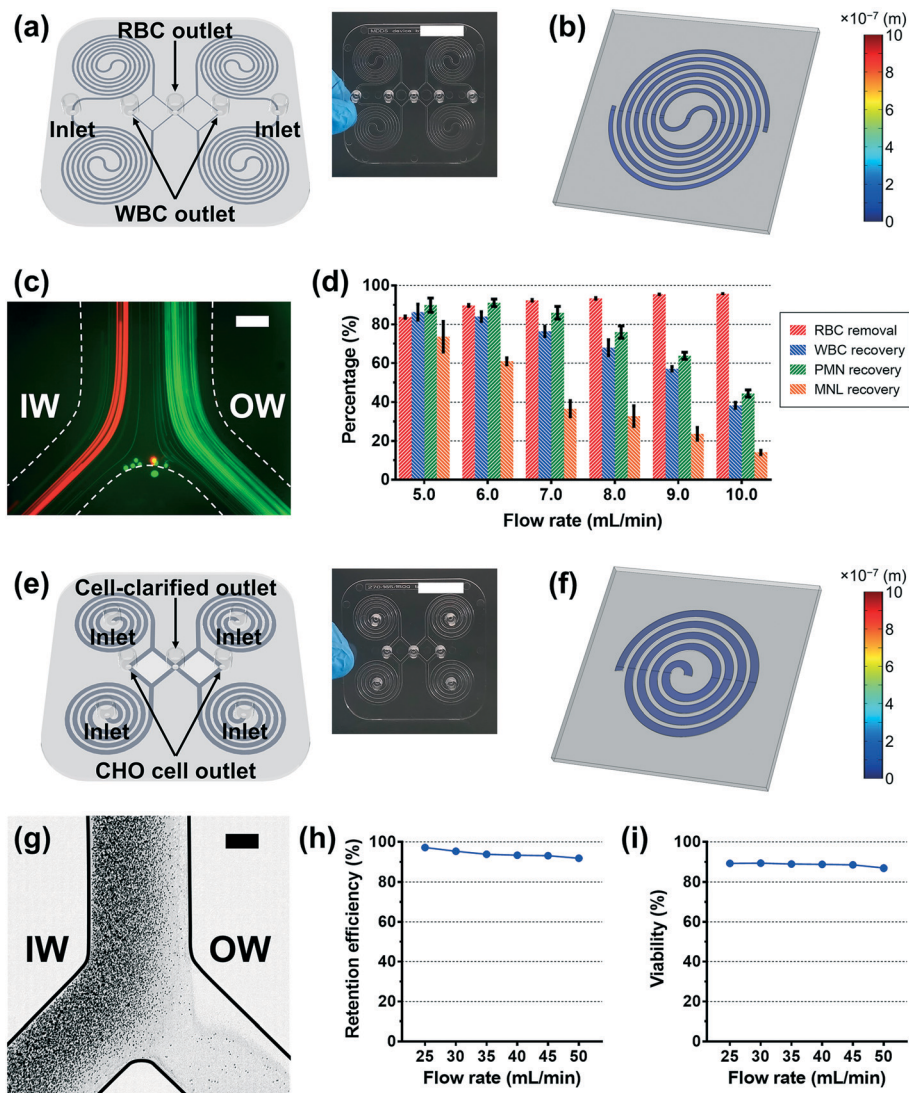 (a)
RBC outlet
Inlet
Inlet
WBC outlet
(b)
×10⁻⁷ (m)
10
8
6
4
2
0
(c)
IW
OW
(d)
Percentage (%)
100
80
60
40
20
0
5.0 6.0 7.0 8.0 9.0 10.0
Flow rate (mL/min)
RBC removal
WBC recovery
PMN recovery
MNL recovery
(e)
Cell-clarified outlet
Inlet
Inlet
Inlet
Inlet
CHO cell outlet
(f)
×10⁻⁷ (m)
10
8
6
4
2
0
(g)
IW
OW
(h)
Retention efficiency (%)
100
80
60
40
20
0
25 30 35 40 45 50
Flow rate (mL/min)
(i)
Viability (%)
100
80
60
40
20
0
25 30 35 40 45 50
Flow rate (mL/min)